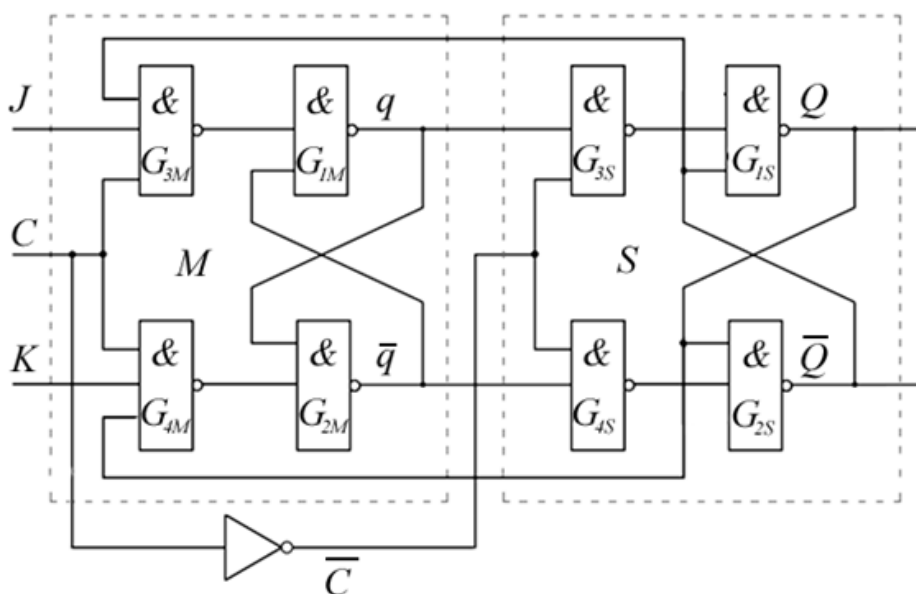 & & q & & Q
J
G3M G1M G3S G1S
C
M S
K & & q̅ & & Q̅
G4M G2M G4S G2S
C̅